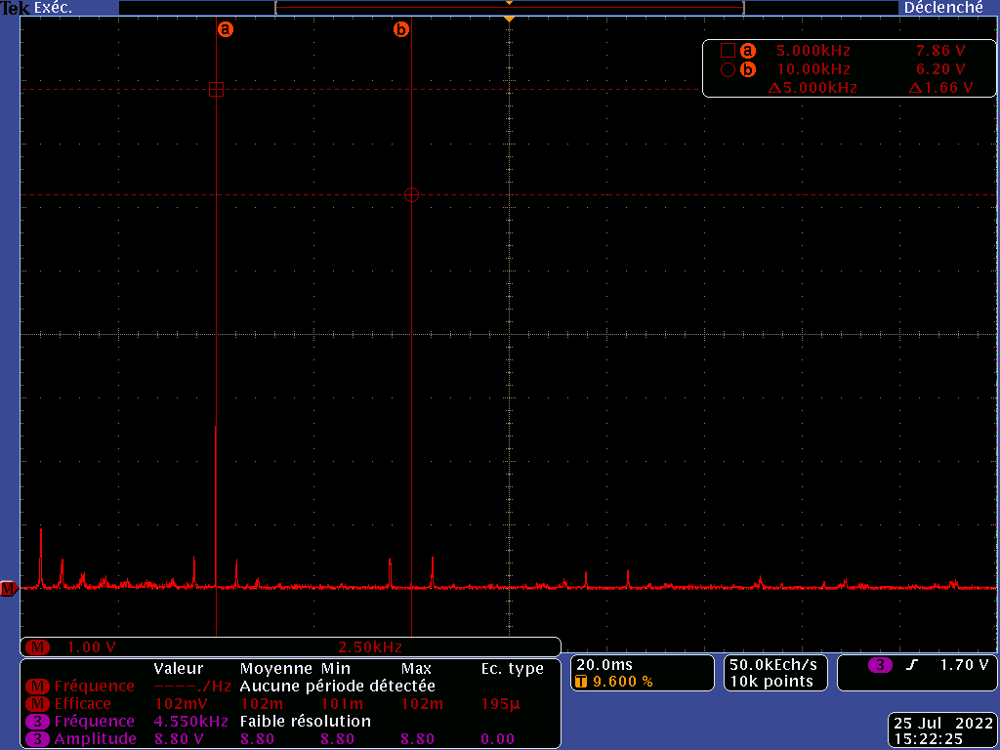 Tek Exéc. Déclenché
a b
a 5.000kHz 7.86 V
b 10.00kHz 6.20 V
Δ5.000kHz Δ1.66 V
M
M 1.00 V 2.50kHz
Valeur Moyenne Min Max Ec. type
M Fréquence ----./Hz Aucune période détectée
M Efficace 102mV 102m 101m 102m 195µ
3 Fréquence 4.550kHz Faible résolution
3 Amplitude 8.80 V 8.80 8.80 8.80 0.00
20.0ms
T 9.600 %
50.0kEch/s
10k points
3 1.70 V
25 Jul 2022
15:22:25